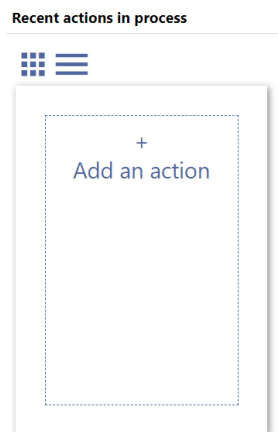 Recent actions in process
+
Add an action